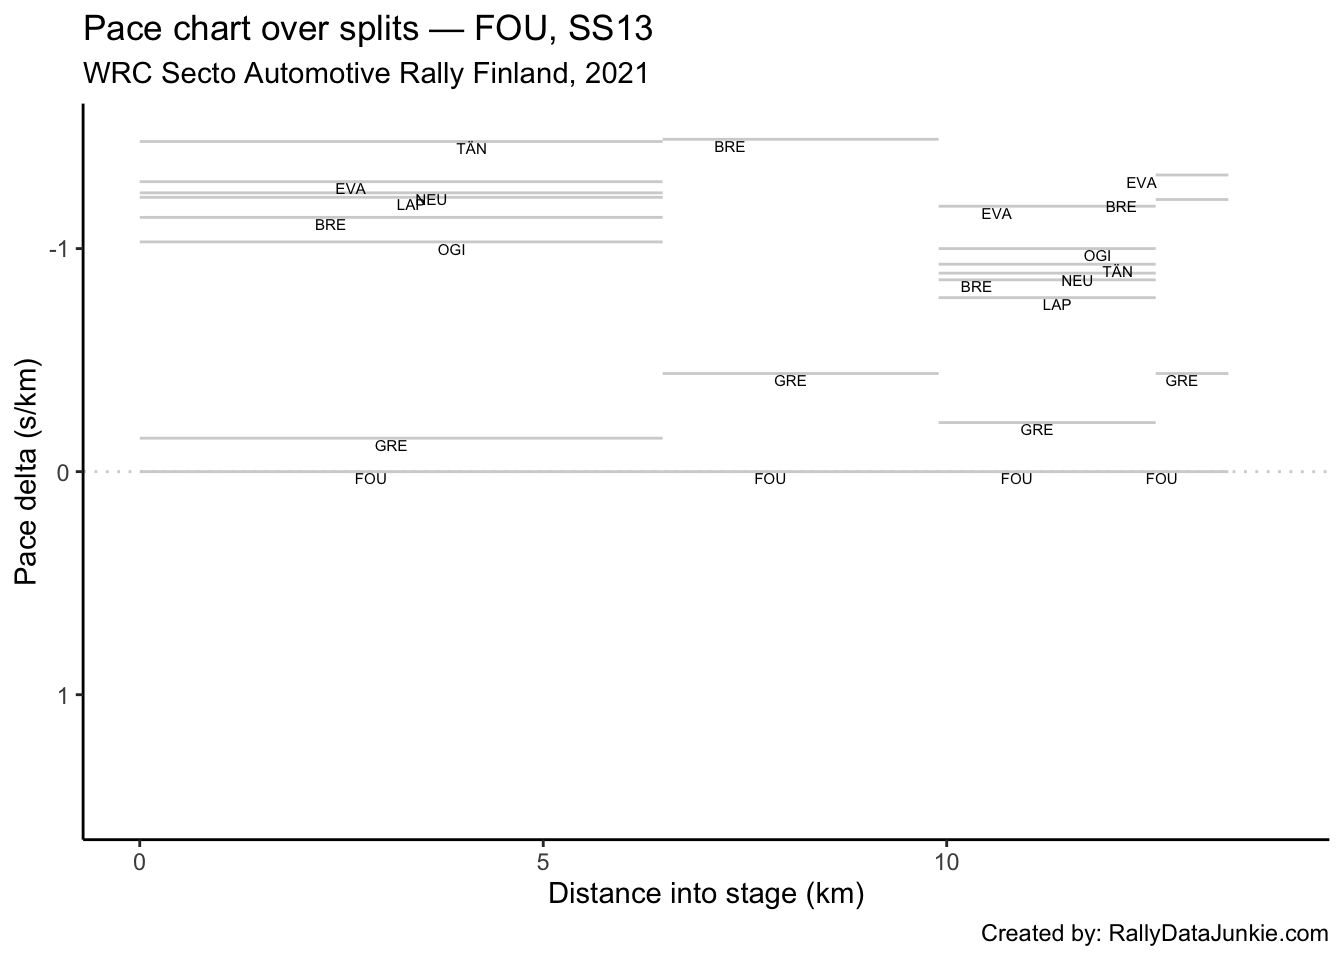 Pace chart over splits — FOU, SS13
WRC Secto Automotive Rally Finland, 2021
TÄN
BRE
EVA
EVA
NEU
LAP
BRE
EVA
BRE
OGI
-1
OGI
TÄN
NEU
BRE
LAP
GRE
GRE
GRE
GRE
0
FOU
FOU
FOU
FOU
1
Pace delta (s/km)
0
5
10
Distance into stage (km)
Created by: RallyDataJunkie.com